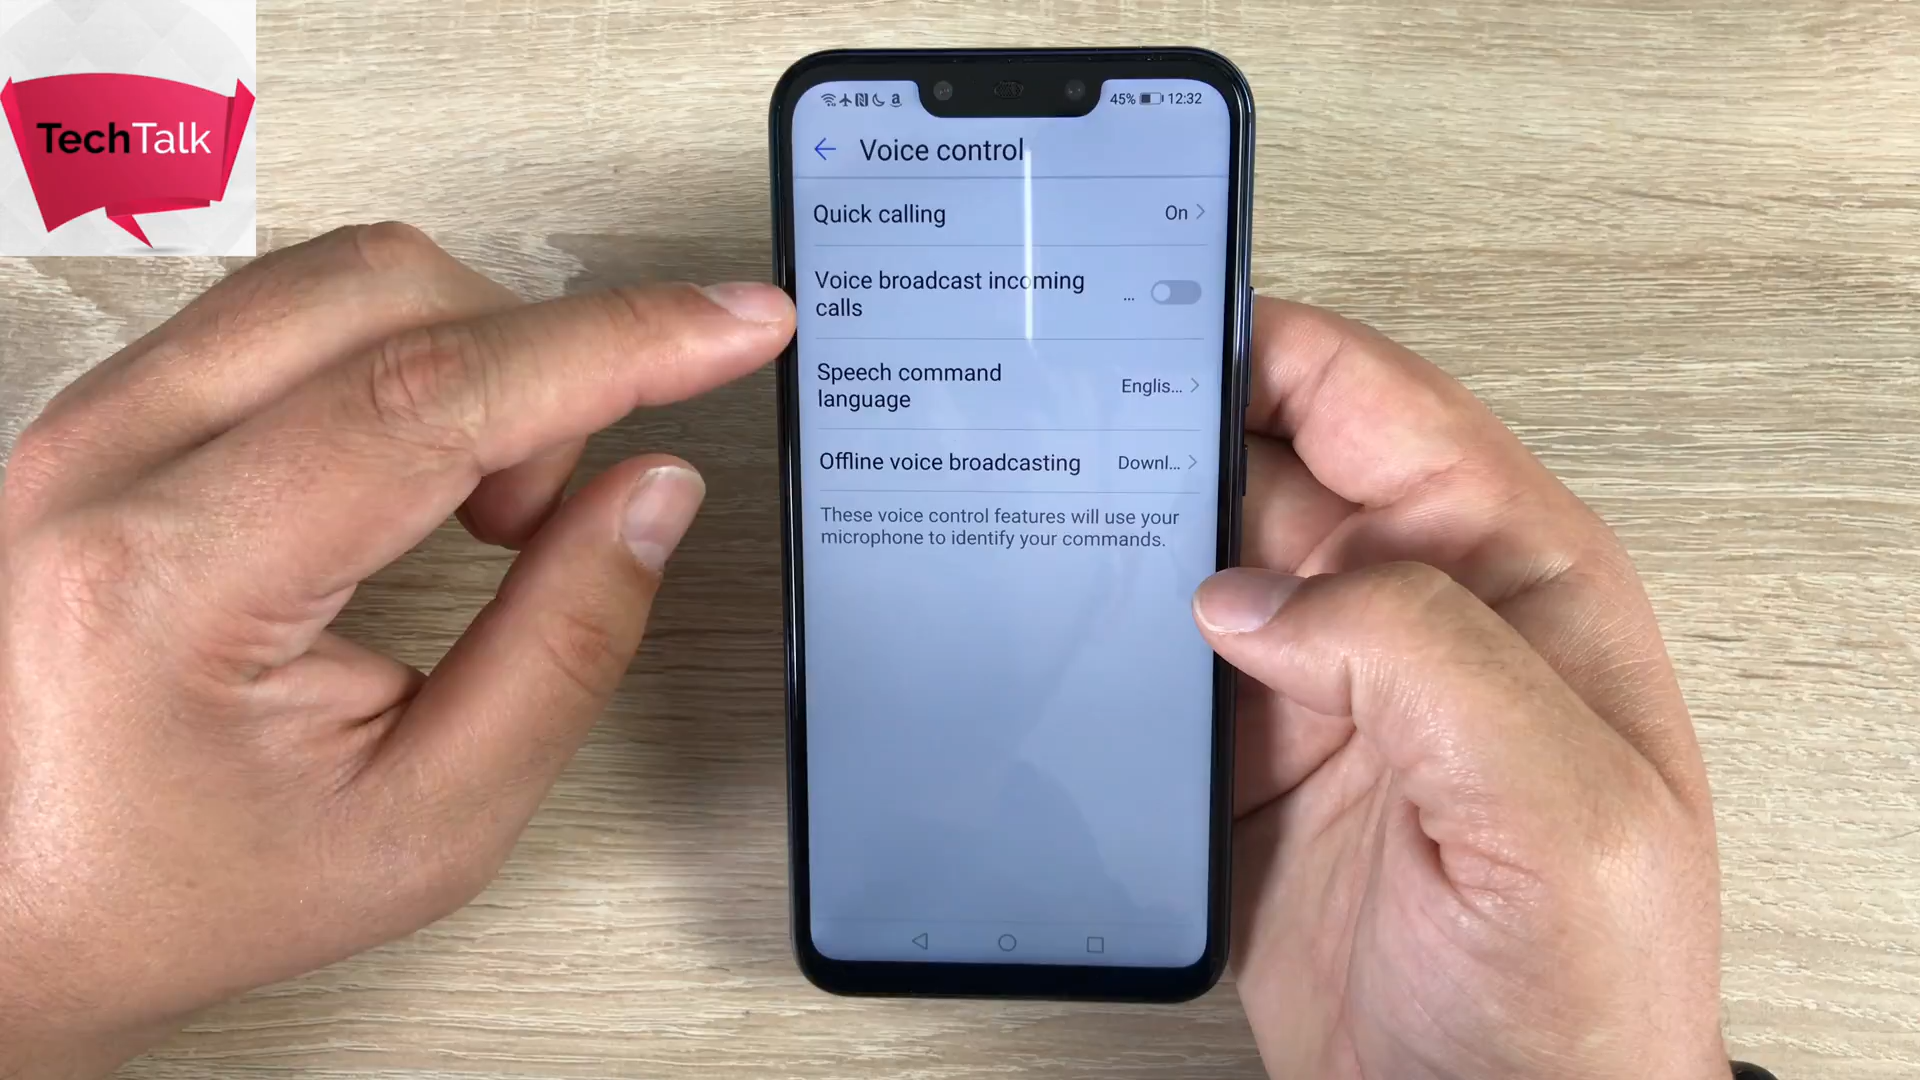 TechTalk
45% 12:32
Voice control
Quick calling On
Voice broadcast incoming
calls ...
Speech command
language Englis...
Offline voice broadcasting Downl...
These voice control features will use your
microphone to identify your commands.